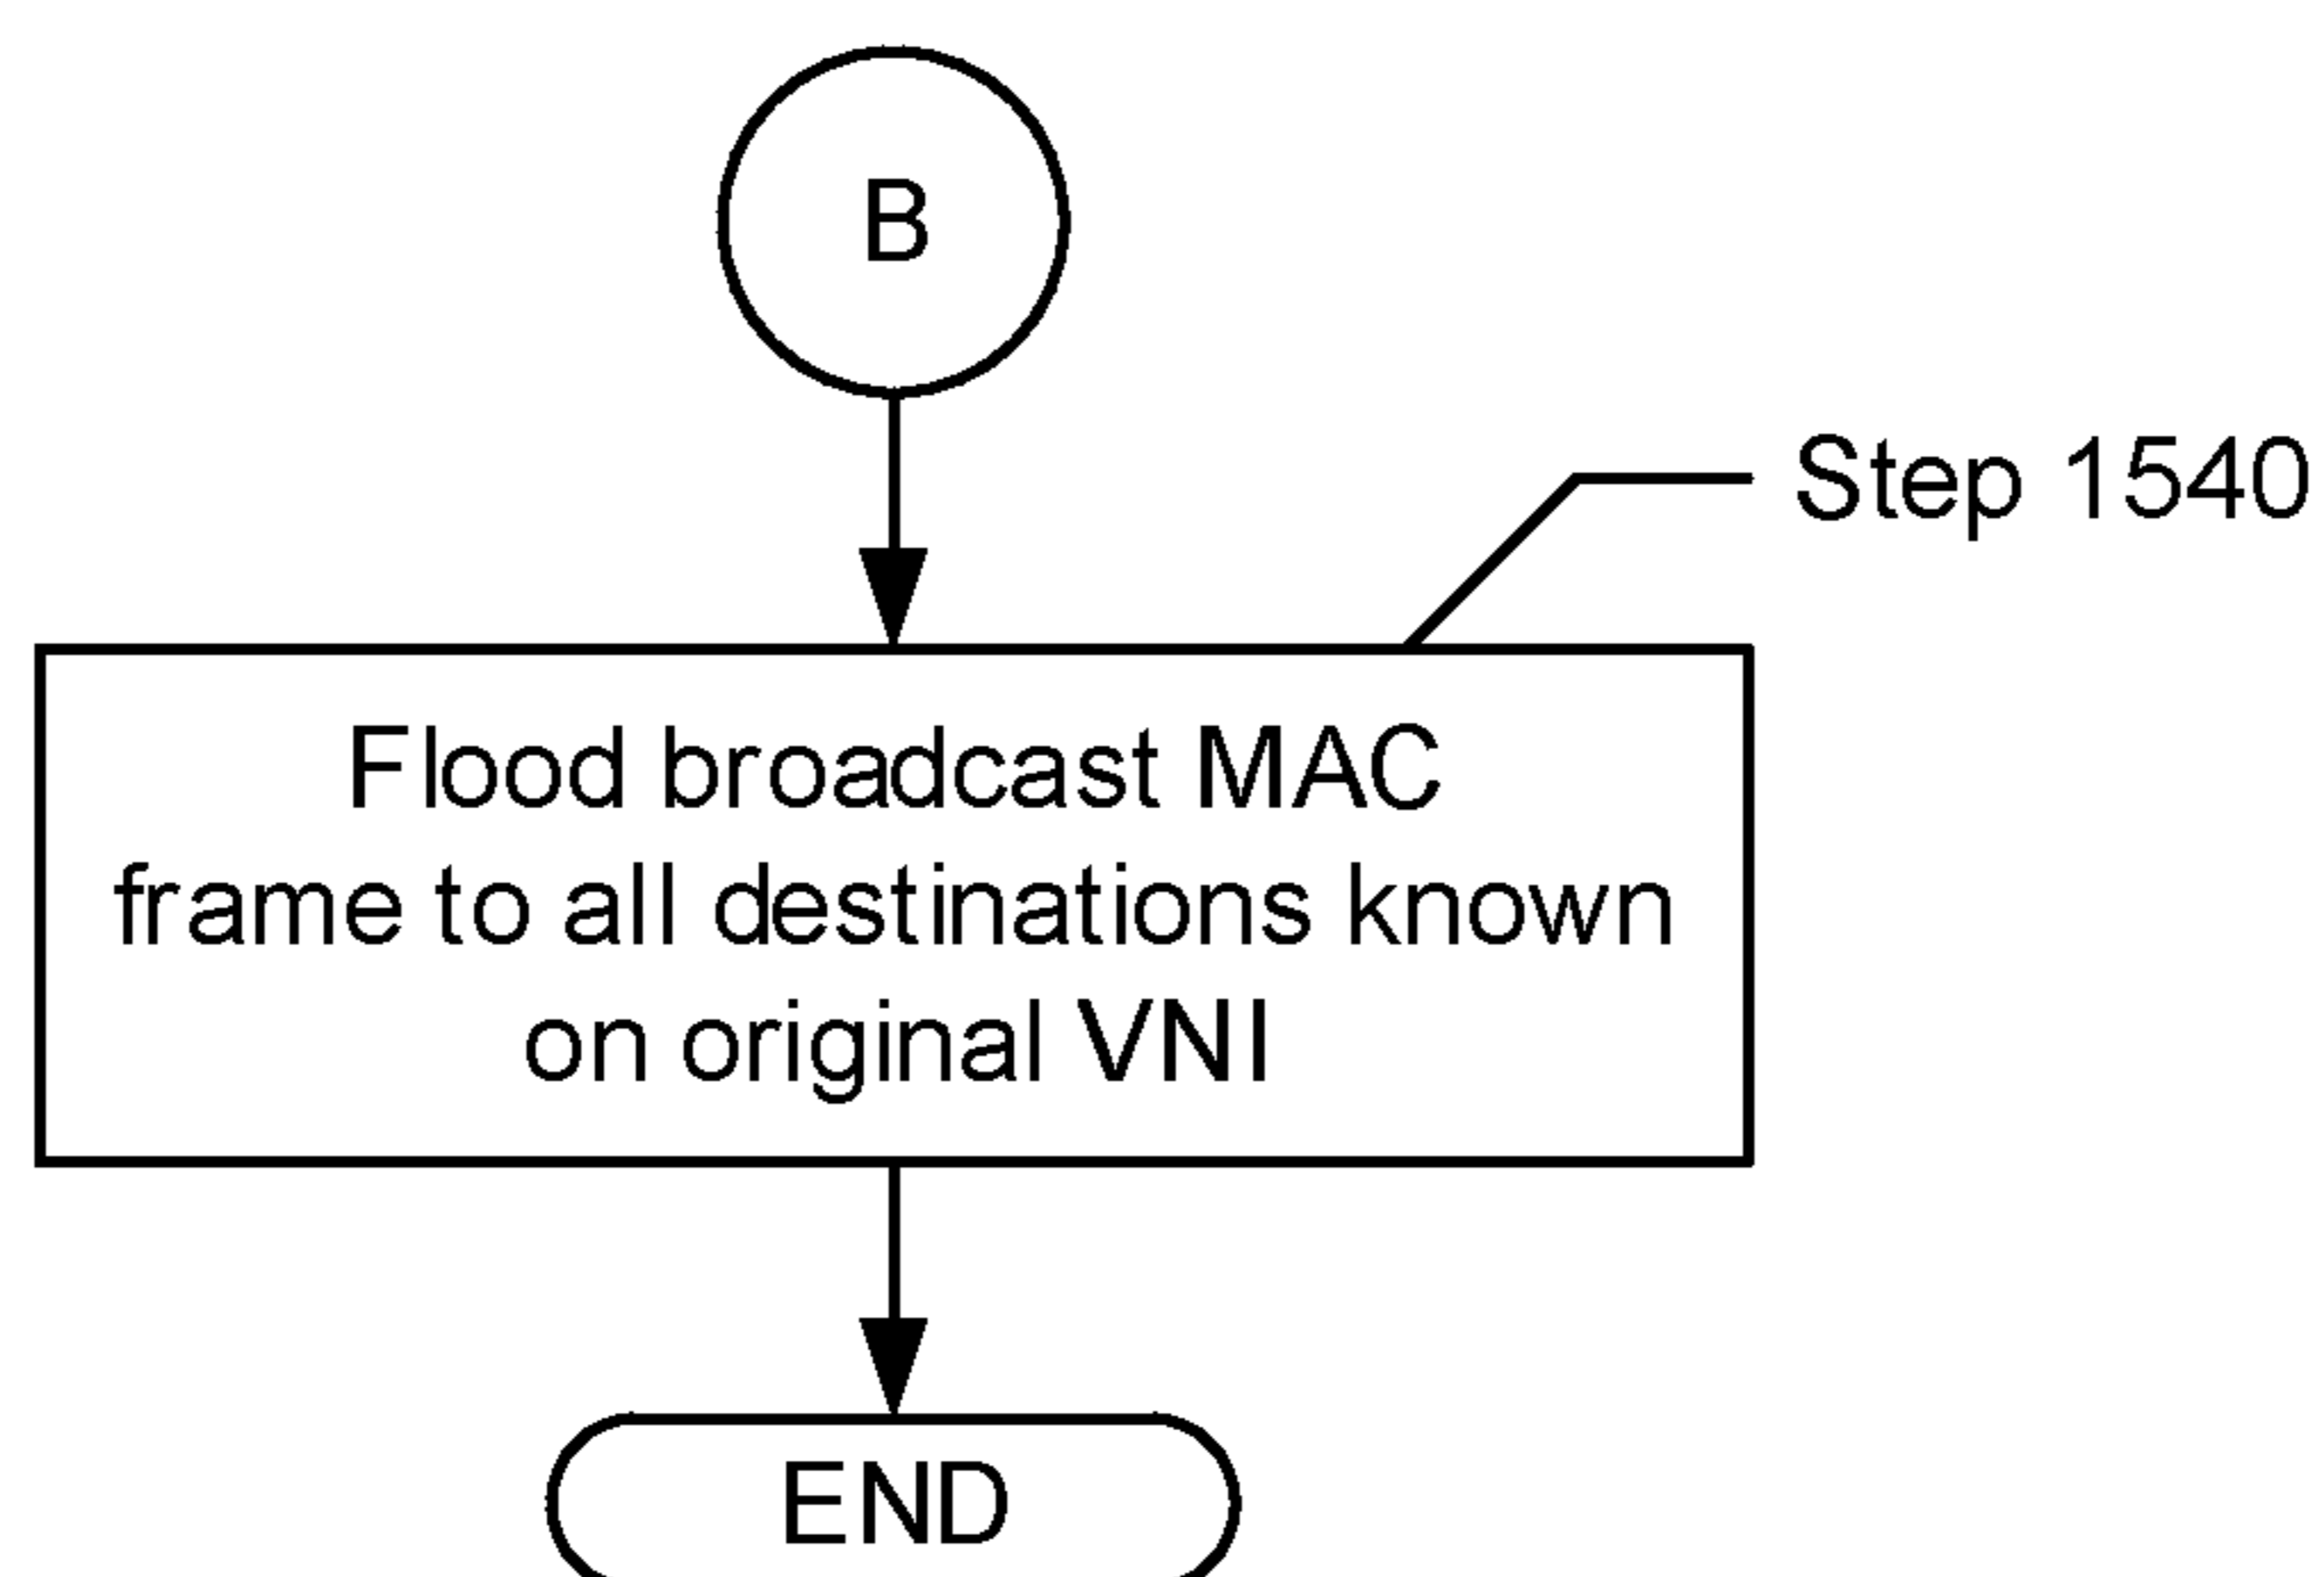 B
Step 1540
Flood broadcast MAC
frame to all destinations known
on original VNI
END